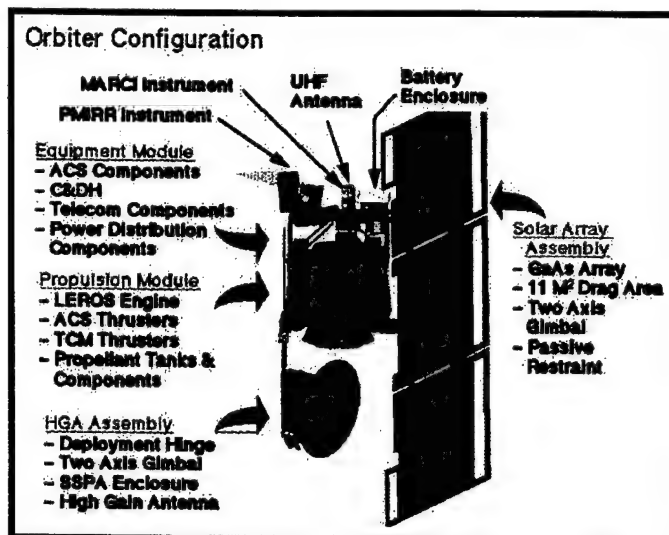 Orbiter Configuration
MARCI Instrument
PMIRR Instrument
UHF
Antenna
Battery
Enclosure
Equipment Module
- ACS Components
- C&DH
- Telecom Components
- Power Distribution
Components
Propulsion Module
- LEROS Engine
- ACS Thrusters
- TCM Thrusters
- Propellant Tanks &
Components
HGA Assembly
- Deployment Hinge
- Two Axis Gimbal
- SSPA Enclosure
- High Gain Antenna
Solar Array
Assembly
- GaAs Array
- 11 M² Drag Area
- Two Axis
Gimbal
- Passive
Restraint